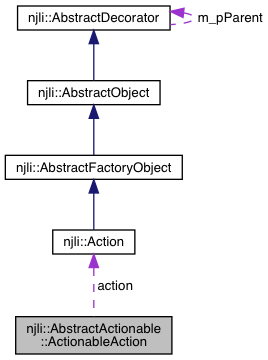 njli::AbstractDecorator
m_pParent
njli::AbstractObject
njli::AbstractFactoryObject
njli::Action
action
njli::AbstractActionable
::ActionableAction